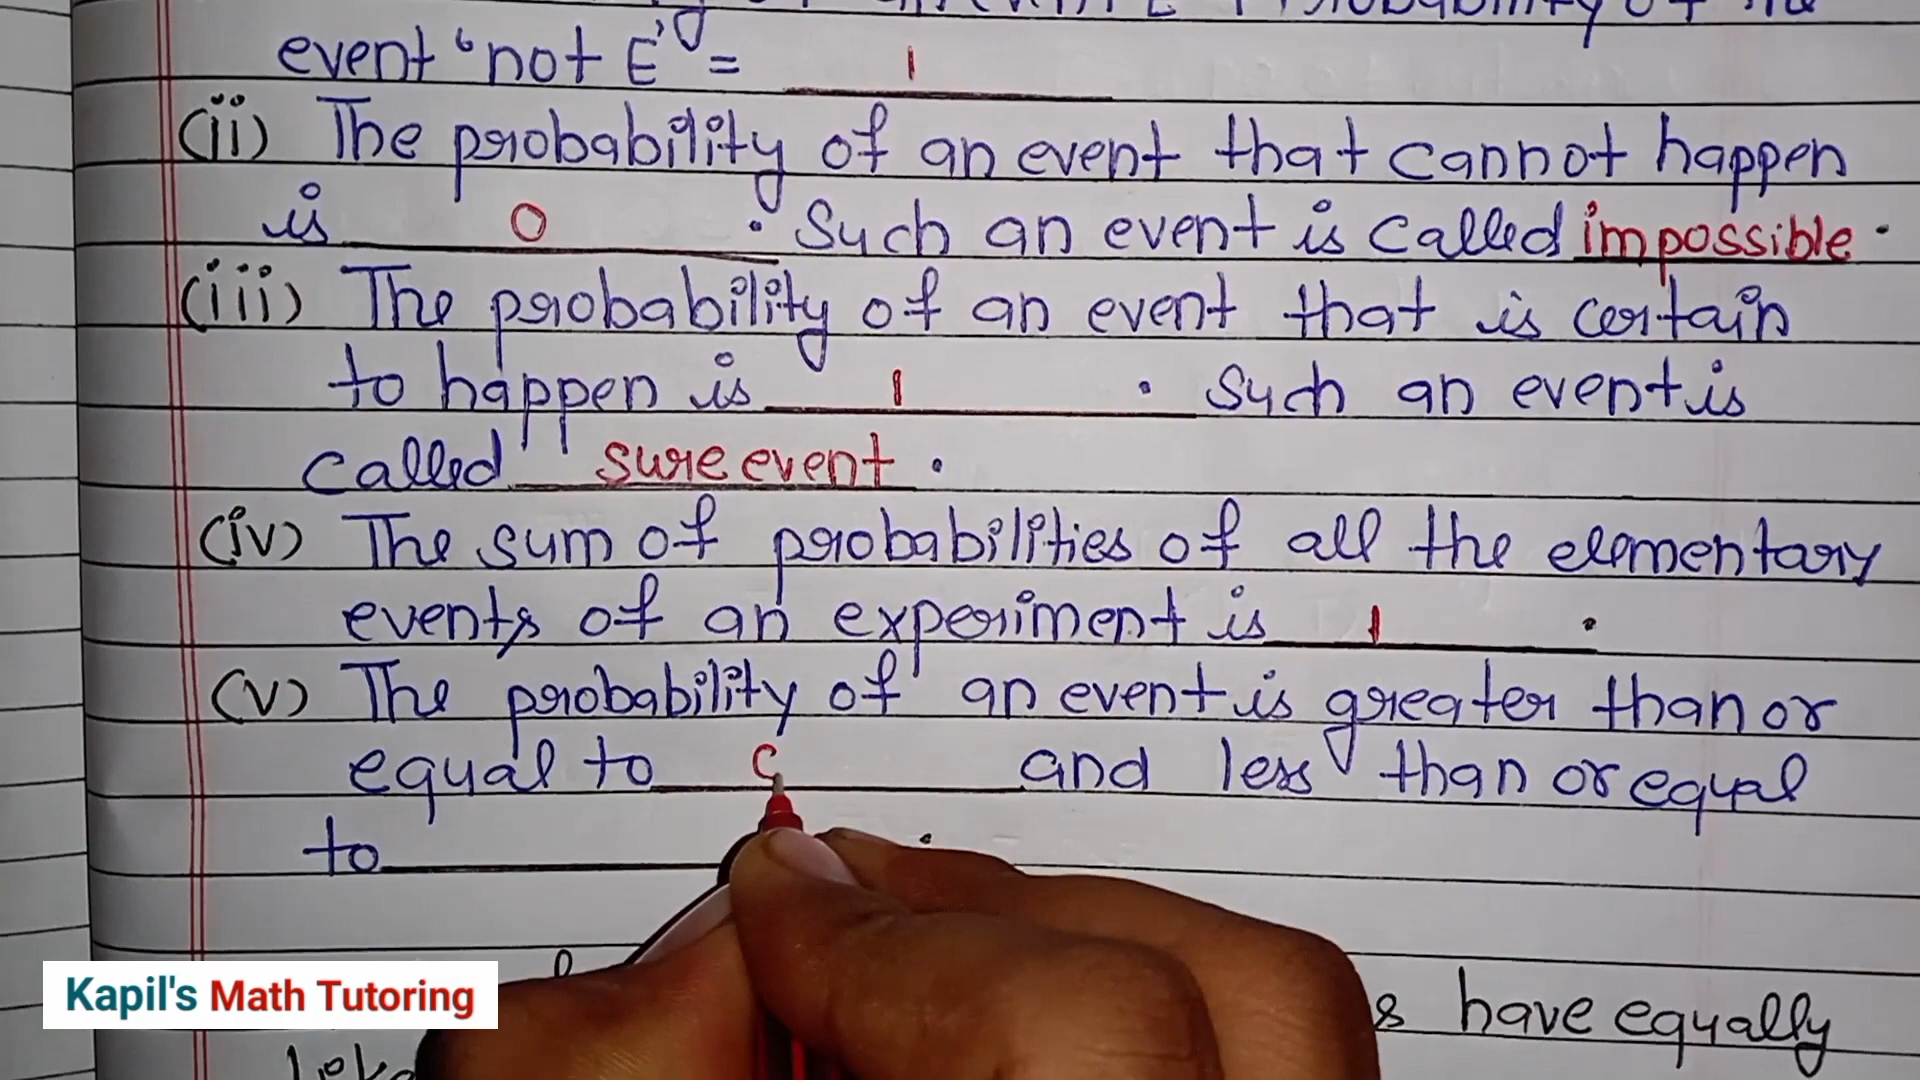 Probability of the
event 'not E' = 1
(ii) The probability of an event that cannot happen
is 0. Such an event is called impossible.
(iii) The probability of an event that is certain
to happen is 1. Such an event is
called sure event.
(iv) The sum of probabilities of all the elementary
events of an experiment is 1.
(v) The probability of an event is greater than or
equal to and less than or equal
to .
have equally
Kapil's Math Tutoring